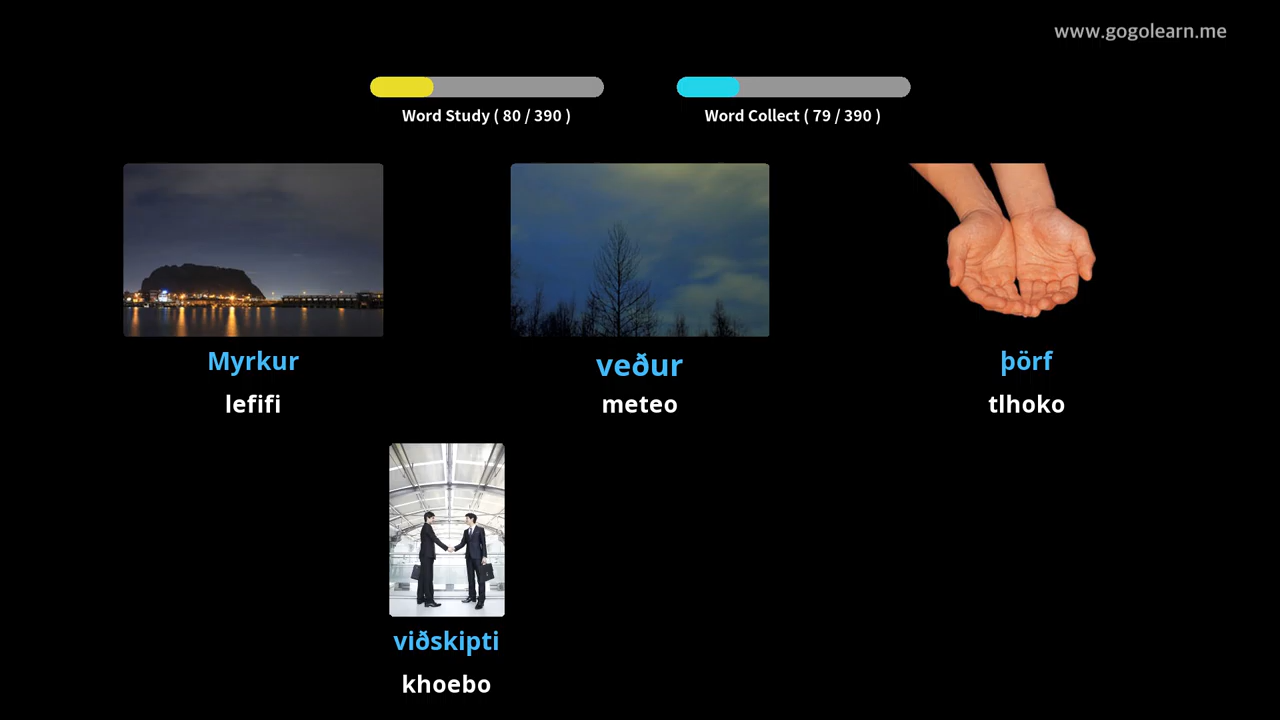 www.gogolearn.me
Word Study ( 80 / 390 )
Word Collect ( 79 / 390 )
Myrkur
veður
þörf
lefifi
meteo
tlhoko
viðskipti
khoebo